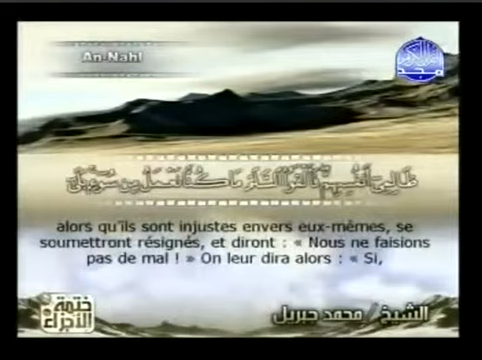 An-Nahl
مجد
ظَالِمِي أَنفُسِهِمْ فَأَلْقَوُا السَّلَمَ مَا كُنَّا نَعْمَلُ مِن سُوءٍ بَلَىٰ
alors qu'ils sont injustes envers eux-mêmes, se
soumettront résignés, et diront : « Nous ne faisions
pas de mal ! » On leur dira alors : « Si,
ختمة
الأجزاء
الشيخ / محمد جبريل